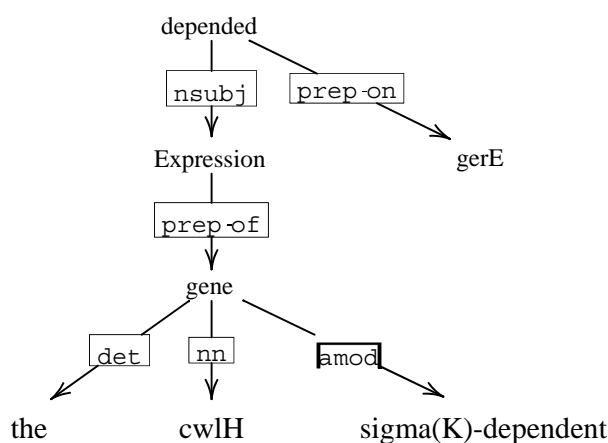 depended
nsubj prep-on
Expression gerE
prep-of
gene
det nn amod
the cwlH sigma(K)-dependent